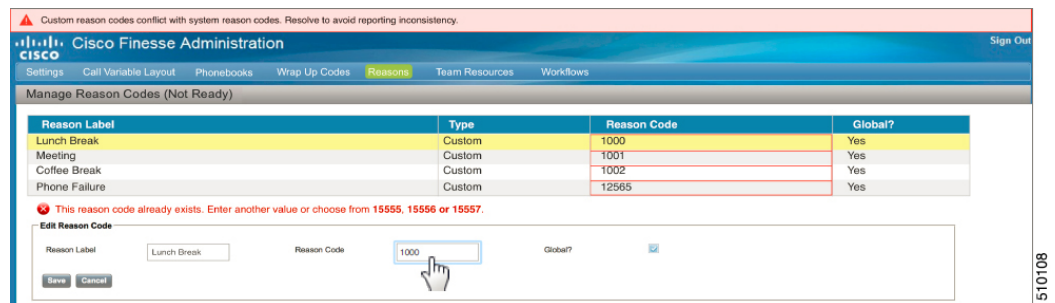 Custom reason codes conflict with system reason codes. Resolve to avoid reporting inconsistency.
CISCO Cisco Finesse Administration Sign Out
Settings Call Variable Layout Phonebooks Wrap Up Codes Reasons Team Resources Workflows
Manage Reason Codes (Not Ready)
Reason Label Type Reason Code Global?
Lunch Break Custom 1000 Yes
Meeting Custom 1001 Yes
Coffee Break Custom 1002 Yes
Phone Failure Custom 12565 Yes
This reason code already exists. Enter another value or choose from 15555, 15556 or 15557.
Edit Reason Code
Reason Label Lunch Break Reason Code 1000 Global?
Save Cancel
510108